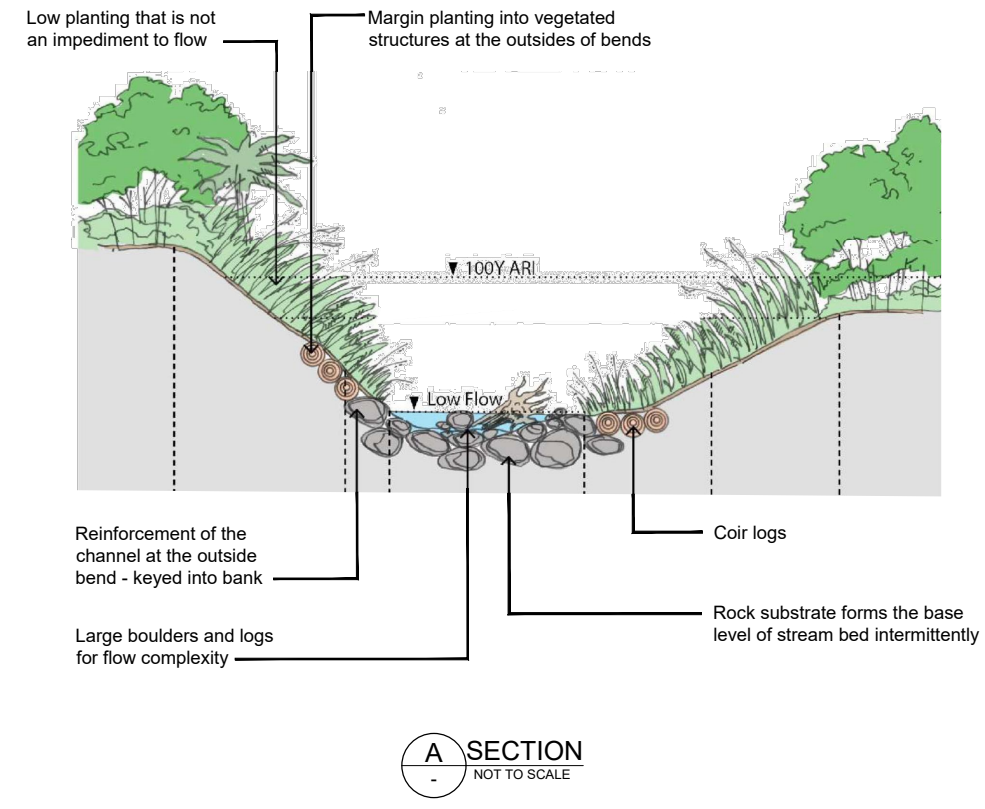 Low planting that is not
an impediment to flow
Margin planting into vegetated
structures at the outsides of bends
100Y ARI
Low Flow
Reinforcement of the
channel at the outside
bend - keyed into bank
Coir logs
Large boulders and logs
for flow complexity
Rock substrate forms the base
level of stream bed intermittently
A
-
SECTION
NOT TO SCALE